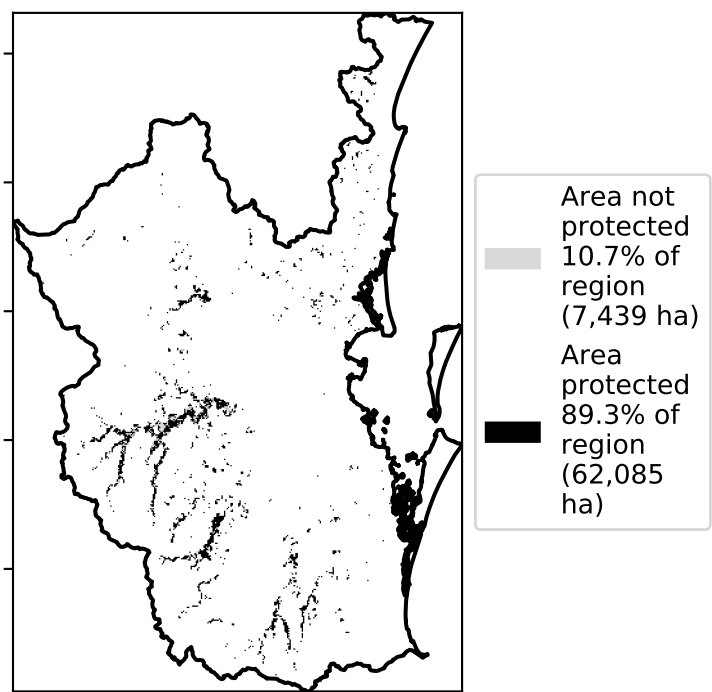 Area not
protected
10.7% of
region
(7,439 ha)
Area
protected
89.3% of
region
(62,085
ha)